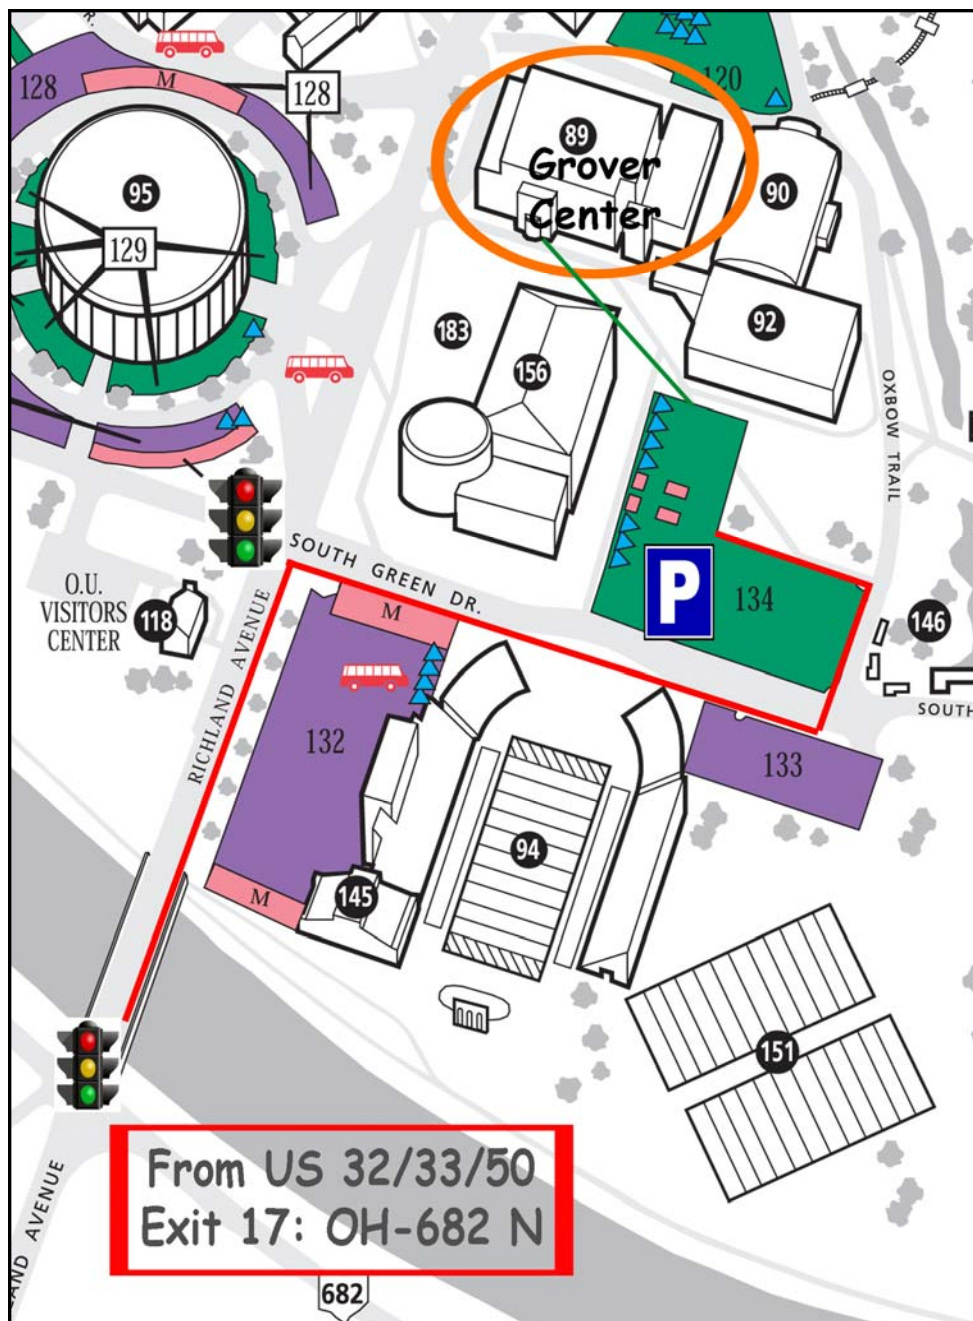 R.
128
M
128
120
89
Grover
Center
90
95
129
92
183
156
OXBOW TRAIL
SOUTH GREEN DR.
P
134
O.U.
VISITORS
CENTER
118
M
146
RICHLAND AVENUE
SOUTH
132
133
94
M
145
151
From US 32/33/50
Exit 17: OH-682 N
LAND AVENUE
682